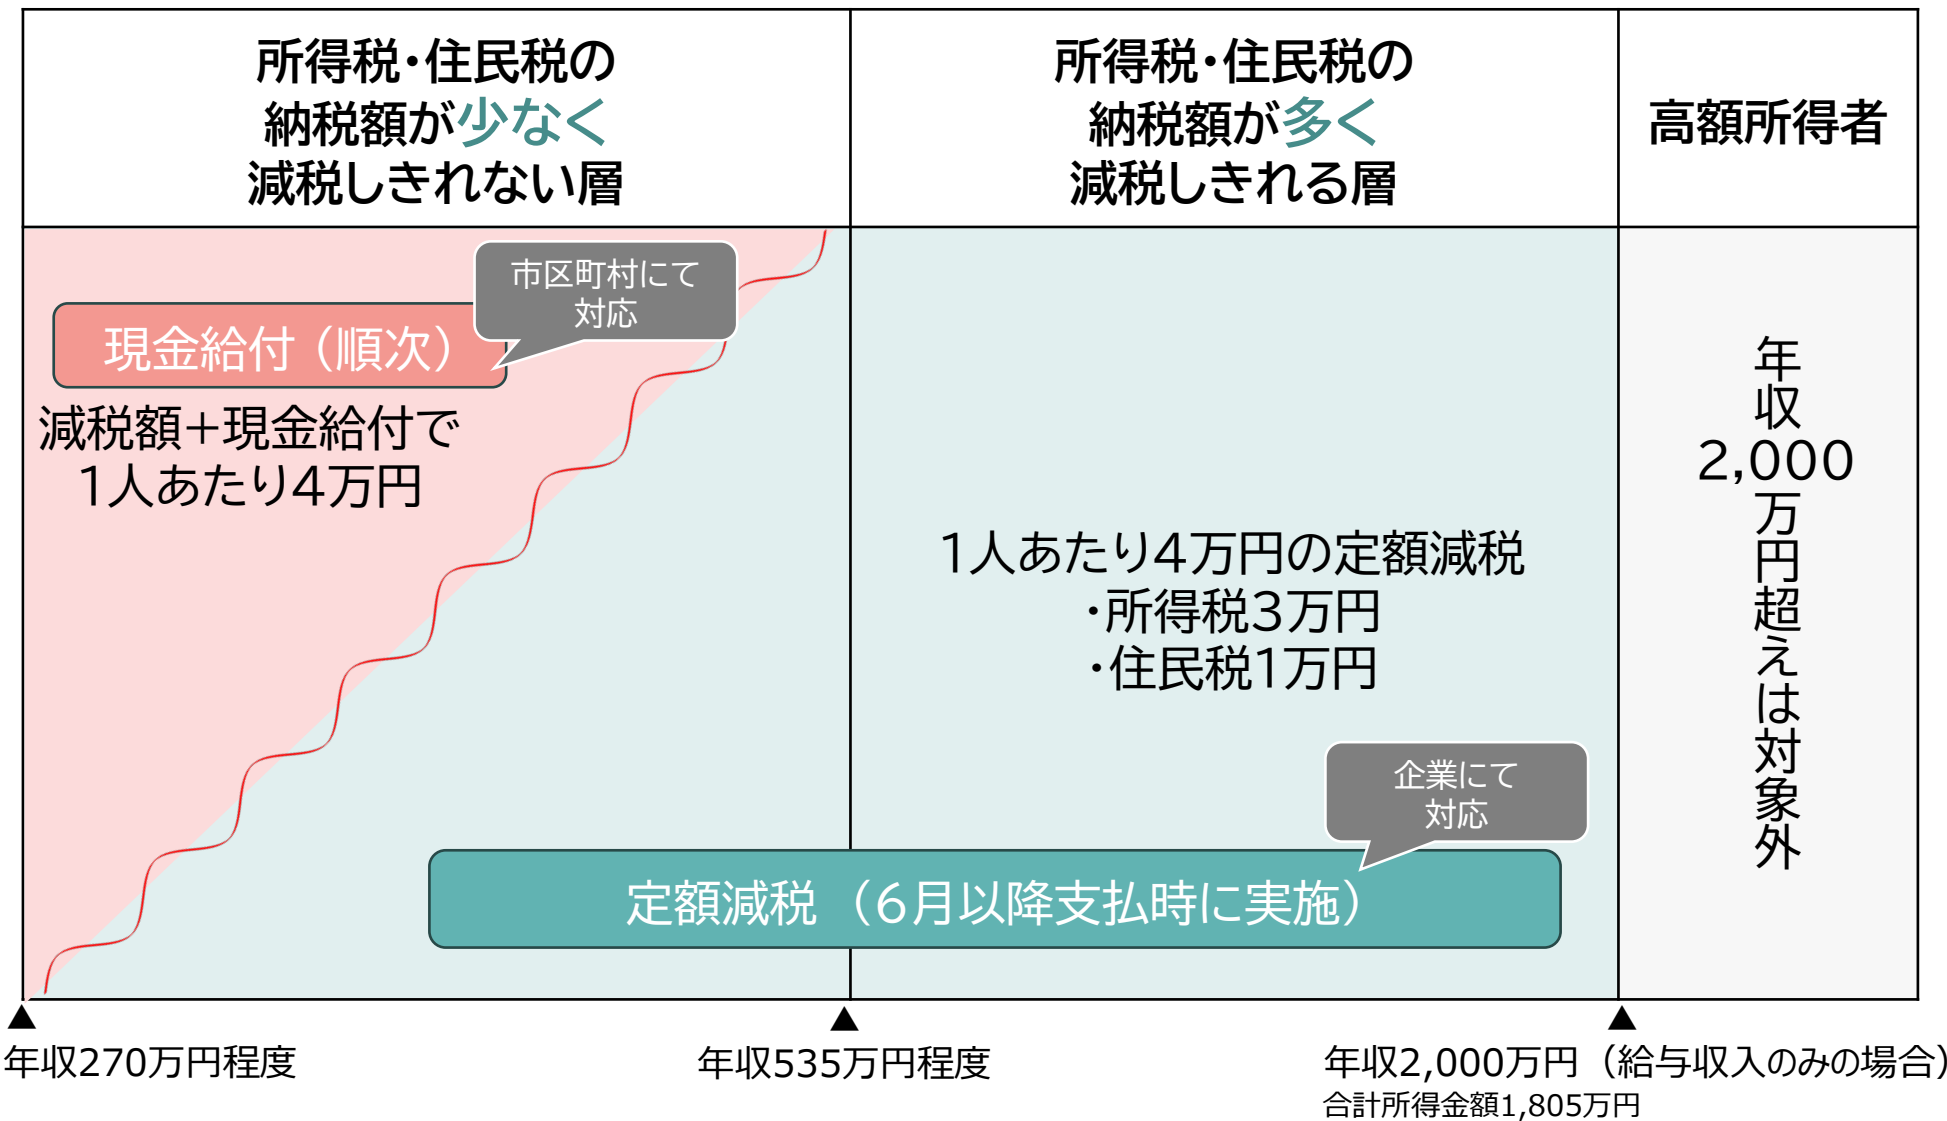 所得税・住民税の
納税額が少なく
減税しきれない層
所得税・住民税の
納税額が多く
減税しきれる層
高額所得者
市区町村にて
対応
現金給付（順次）
減税額＋現金給付で
1人あたり4万円
1人あたり4万円の定額減税
・所得税3万円
・住民税1万円
企業にて
対応
定額減税（6月以降支払時に実施）
年収2,000万円超えは対象外
年収270万円程度
年収535万円程度
年収2,000万円（給与収入のみの場合）
合計所得金額1,805万円